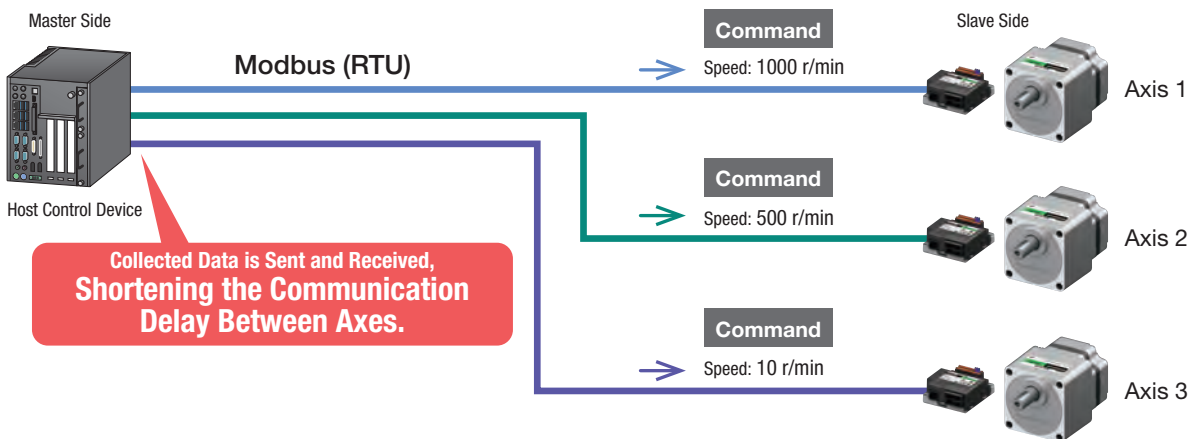 Master Side
Host Control Device
Modbus (RTU)
Collected Data is Sent and Received,
Shortening the Communication
Delay Between Axes.
Command
Speed: 1000 r/min
Slave Side
Axis 1
Command
Speed: 500 r/min
Axis 2
Command
Speed: 10 r/min
Axis 3